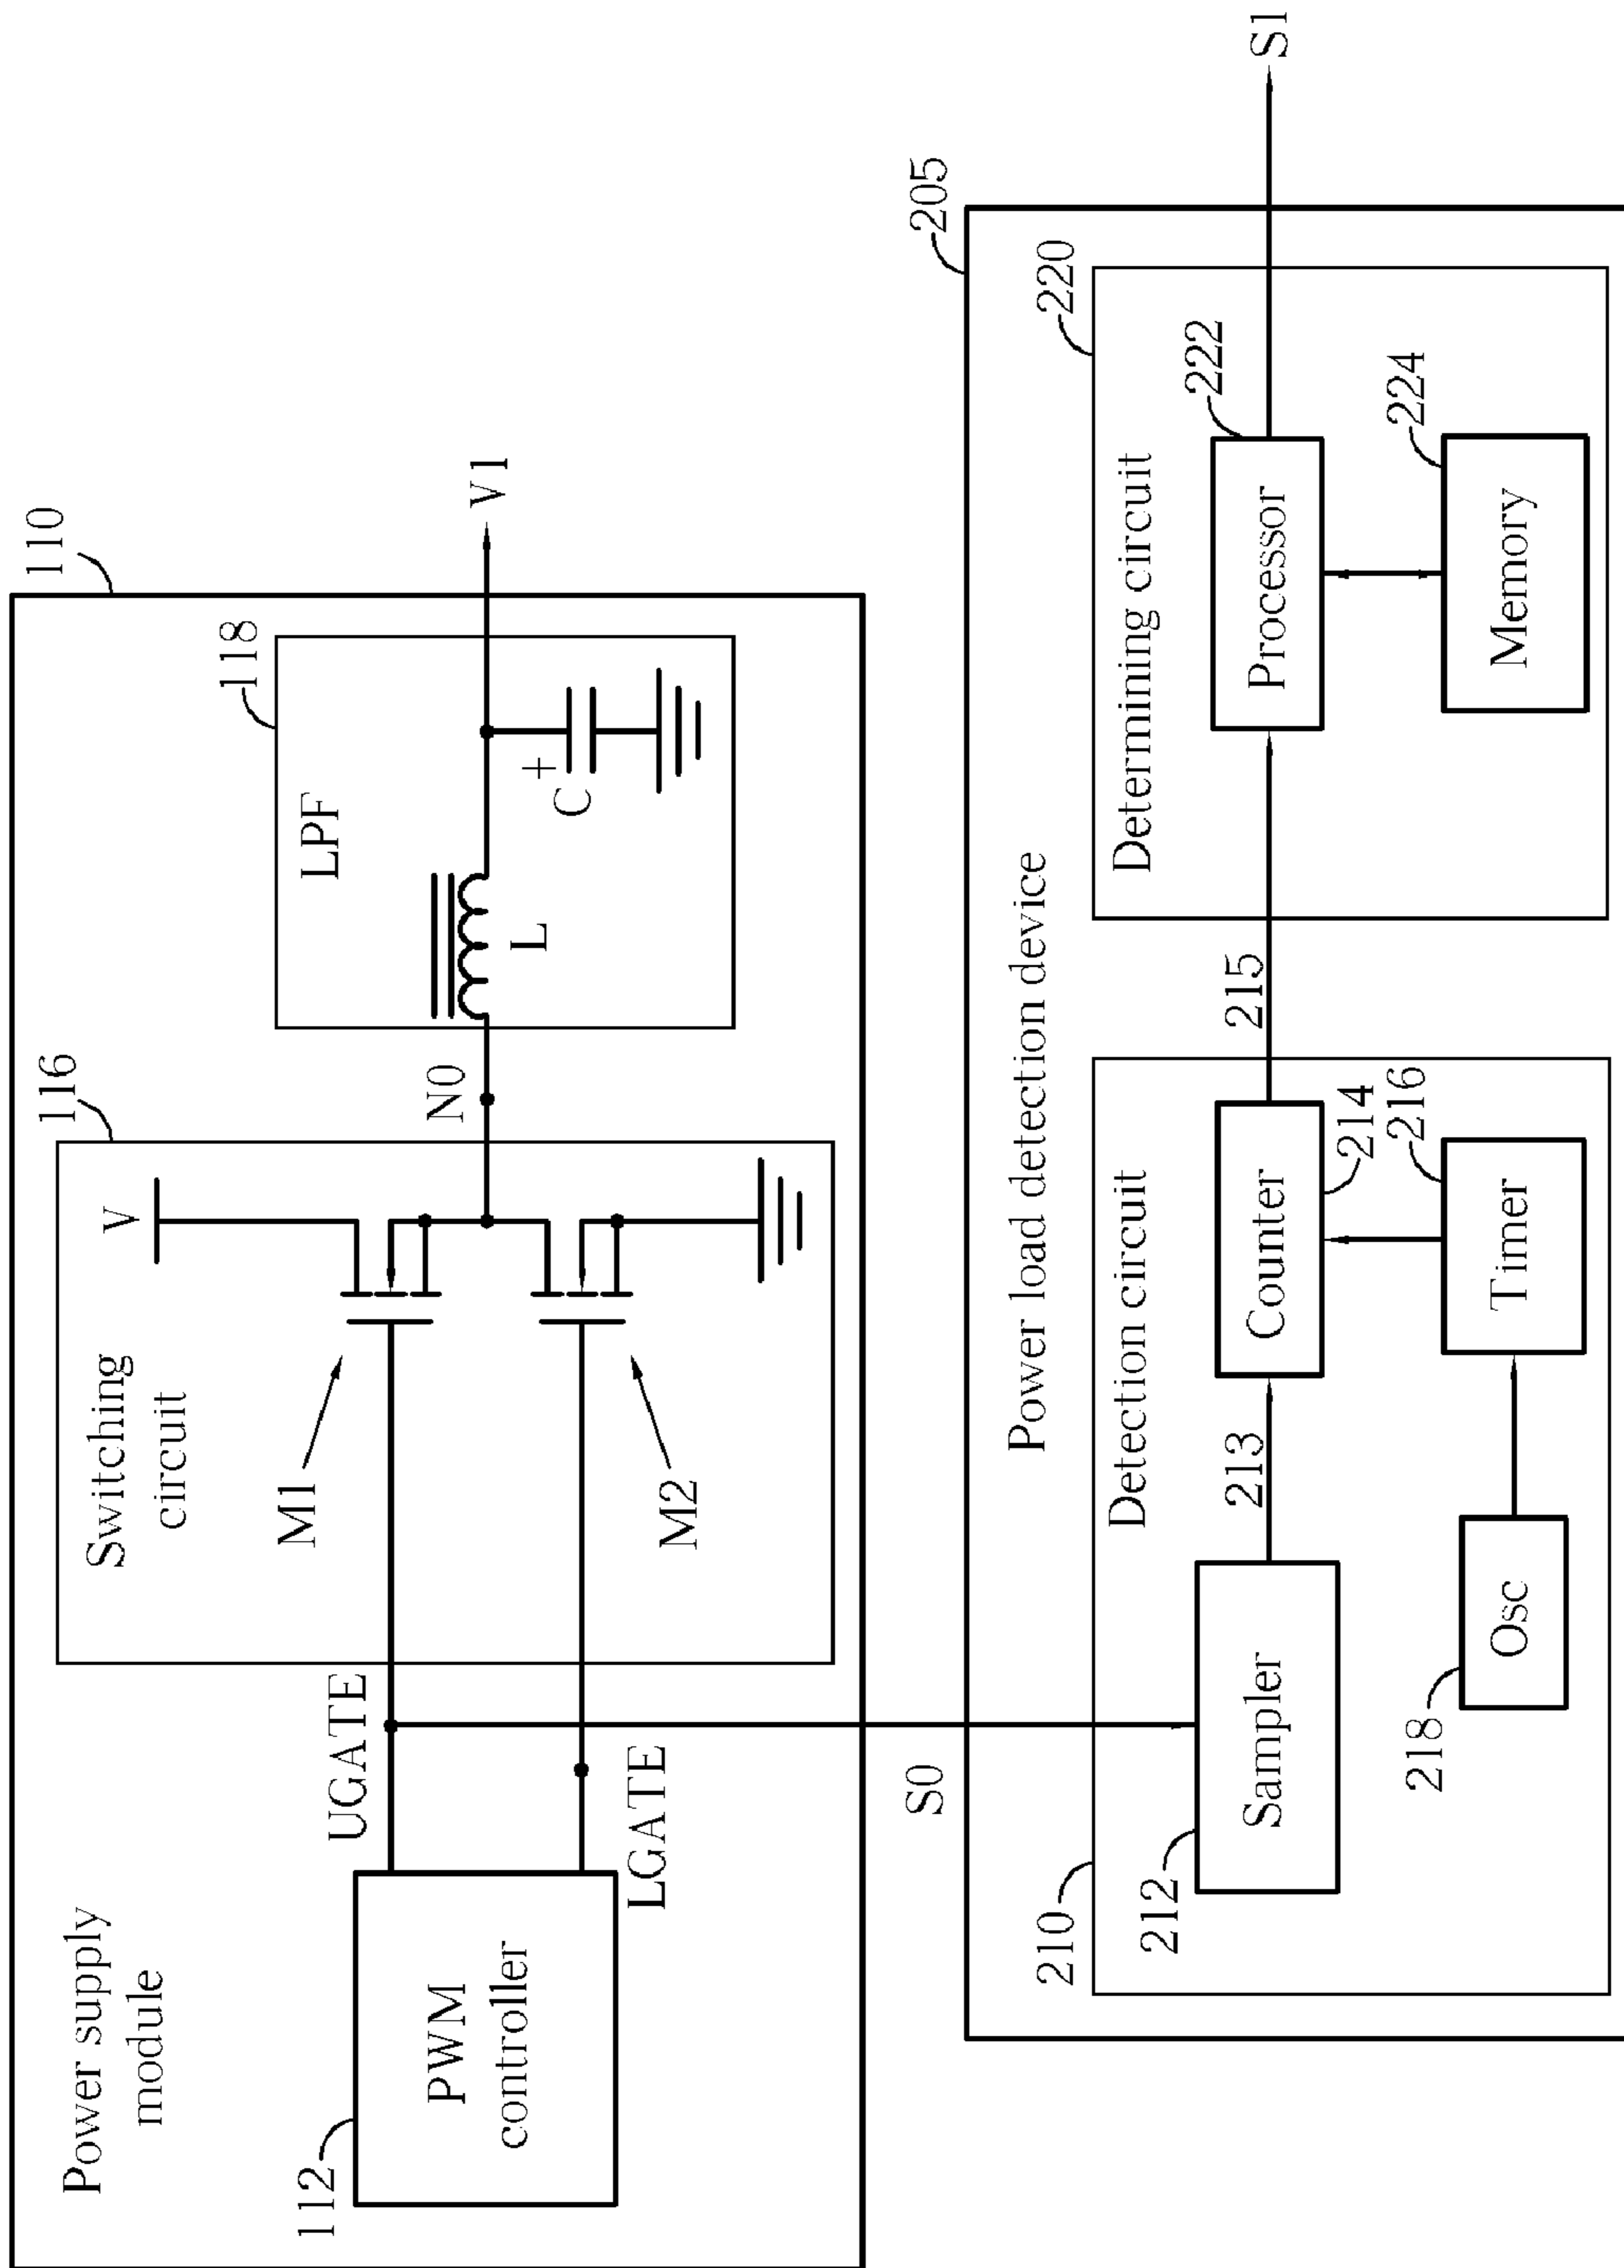 Power supply
module
110
116
118
Switching
circuit
V
LPF
M1
N0
V1
L
+
C
112
PWM
controller
UGATE
LGATE
M2
S0
205
Power load detection device
210
Detection circuit
212
Sampler
213
Counter
214
215
216
Timer
218
Osc
220
Determining circuit
222
Processor
224
Memory
S1